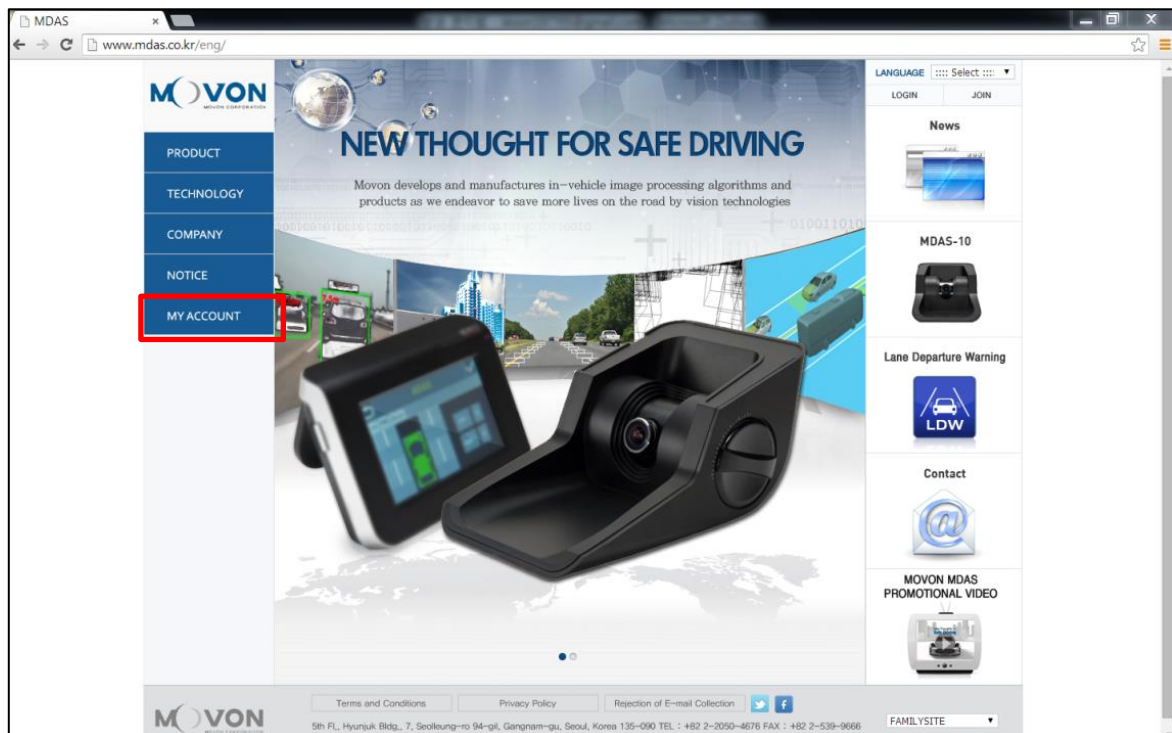 MDAS
www.mdas.co.kr/eng/
MOVON
MOVON CORPORATION
PRODUCT
TECHNOLOGY
COMPANY
NOTICE
MY ACCOUNT
NEW THOUGHT FOR SAFE DRIVING
Movon develops and manufactures in-vehicle image processing algorithms and
products as we endeavor to save more lives on the road by vision technologies
LANGUAGE :::: Select ::::
LOGIN JOIN
News
MDAS-10
Lane Departure Warning
LDW
Contact
@
MOVON MDAS
PROMOTIONAL VIDEO
MOVON
MOVON CORPORATION
Terms and Conditions Privacy Policy Rejection of E-mail Collection
5th Fl., Hyunjuk Bldg., 7, Seolleung-ro 94-gil, Gangnam-gu, Seoul, Korea 135-090 TEL : +82 2-2050-4676 FAX : +82 2-539-9666
FAMILYSITE